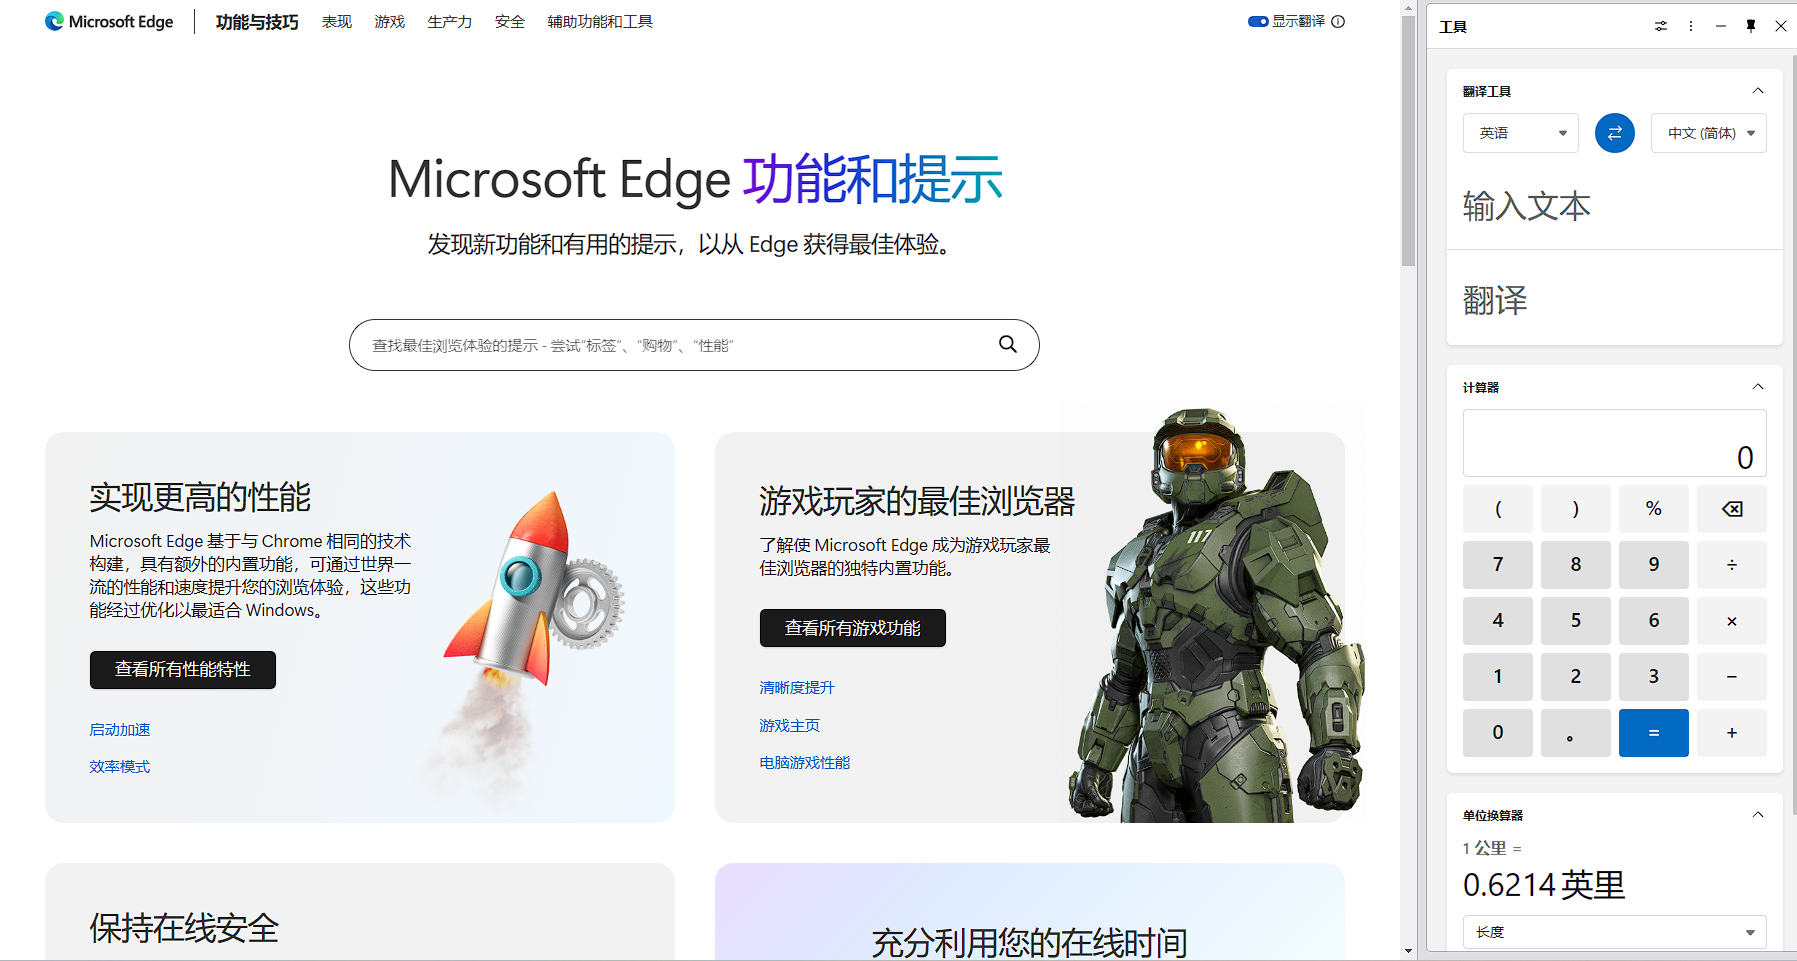 Microsoft Edge
功能与技巧
表现
游戏
生产力
安全
辅助功能和工具
显示翻译
Microsoft Edge 功能和提示
发现新功能和有用的提示，以从 Edge 获得最佳体验。
查找最佳浏览体验的提示 - 尝试“标签”、“购物”、“性能”
实现更高的性能
Microsoft Edge 基于与 Chrome 相同的技术
构建，具有额外的内置功能，可通过世界一
流的性能和速度提升您的浏览体验，这些功
能经过优化以最适合 Windows。
查看所有性能特性
启动加速
效率模式
游戏玩家的最佳浏览器
了解使 Microsoft Edge 成为游戏玩家最
佳浏览器的独特内置功能。
查看所有游戏功能
清晰度提升
游戏主页
电脑游戏性能
117
保持在线安全
充分利用您的在线时间
工具
翻译工具
英语
中文 (简体)
输入文本
翻译
计算器
0
( ) %
7 8 9 ÷
4 5 6 ×
1 2 3 −
0 。 = +
单位换算器
1 公里 =
0.6214 英里
长度